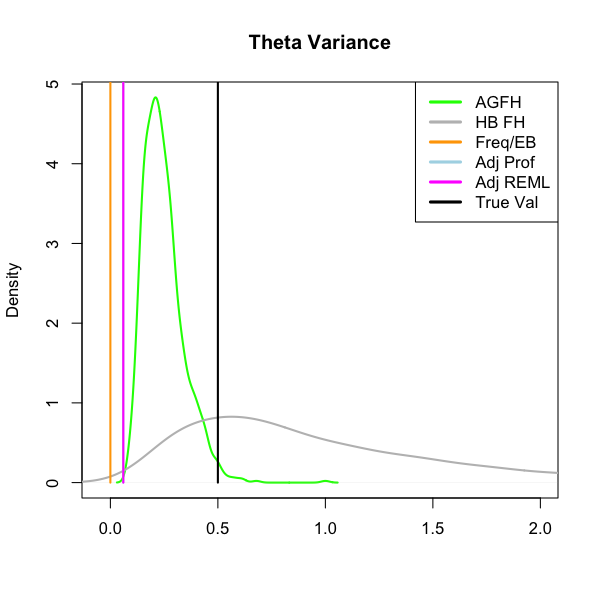 Theta Variance
AGFH
HB FH
Freq/EB
Adj Prof
Adj REML
True Val
Density
5
4
3
2
1
0
0.0 0.5 1.0 1.5 2.0